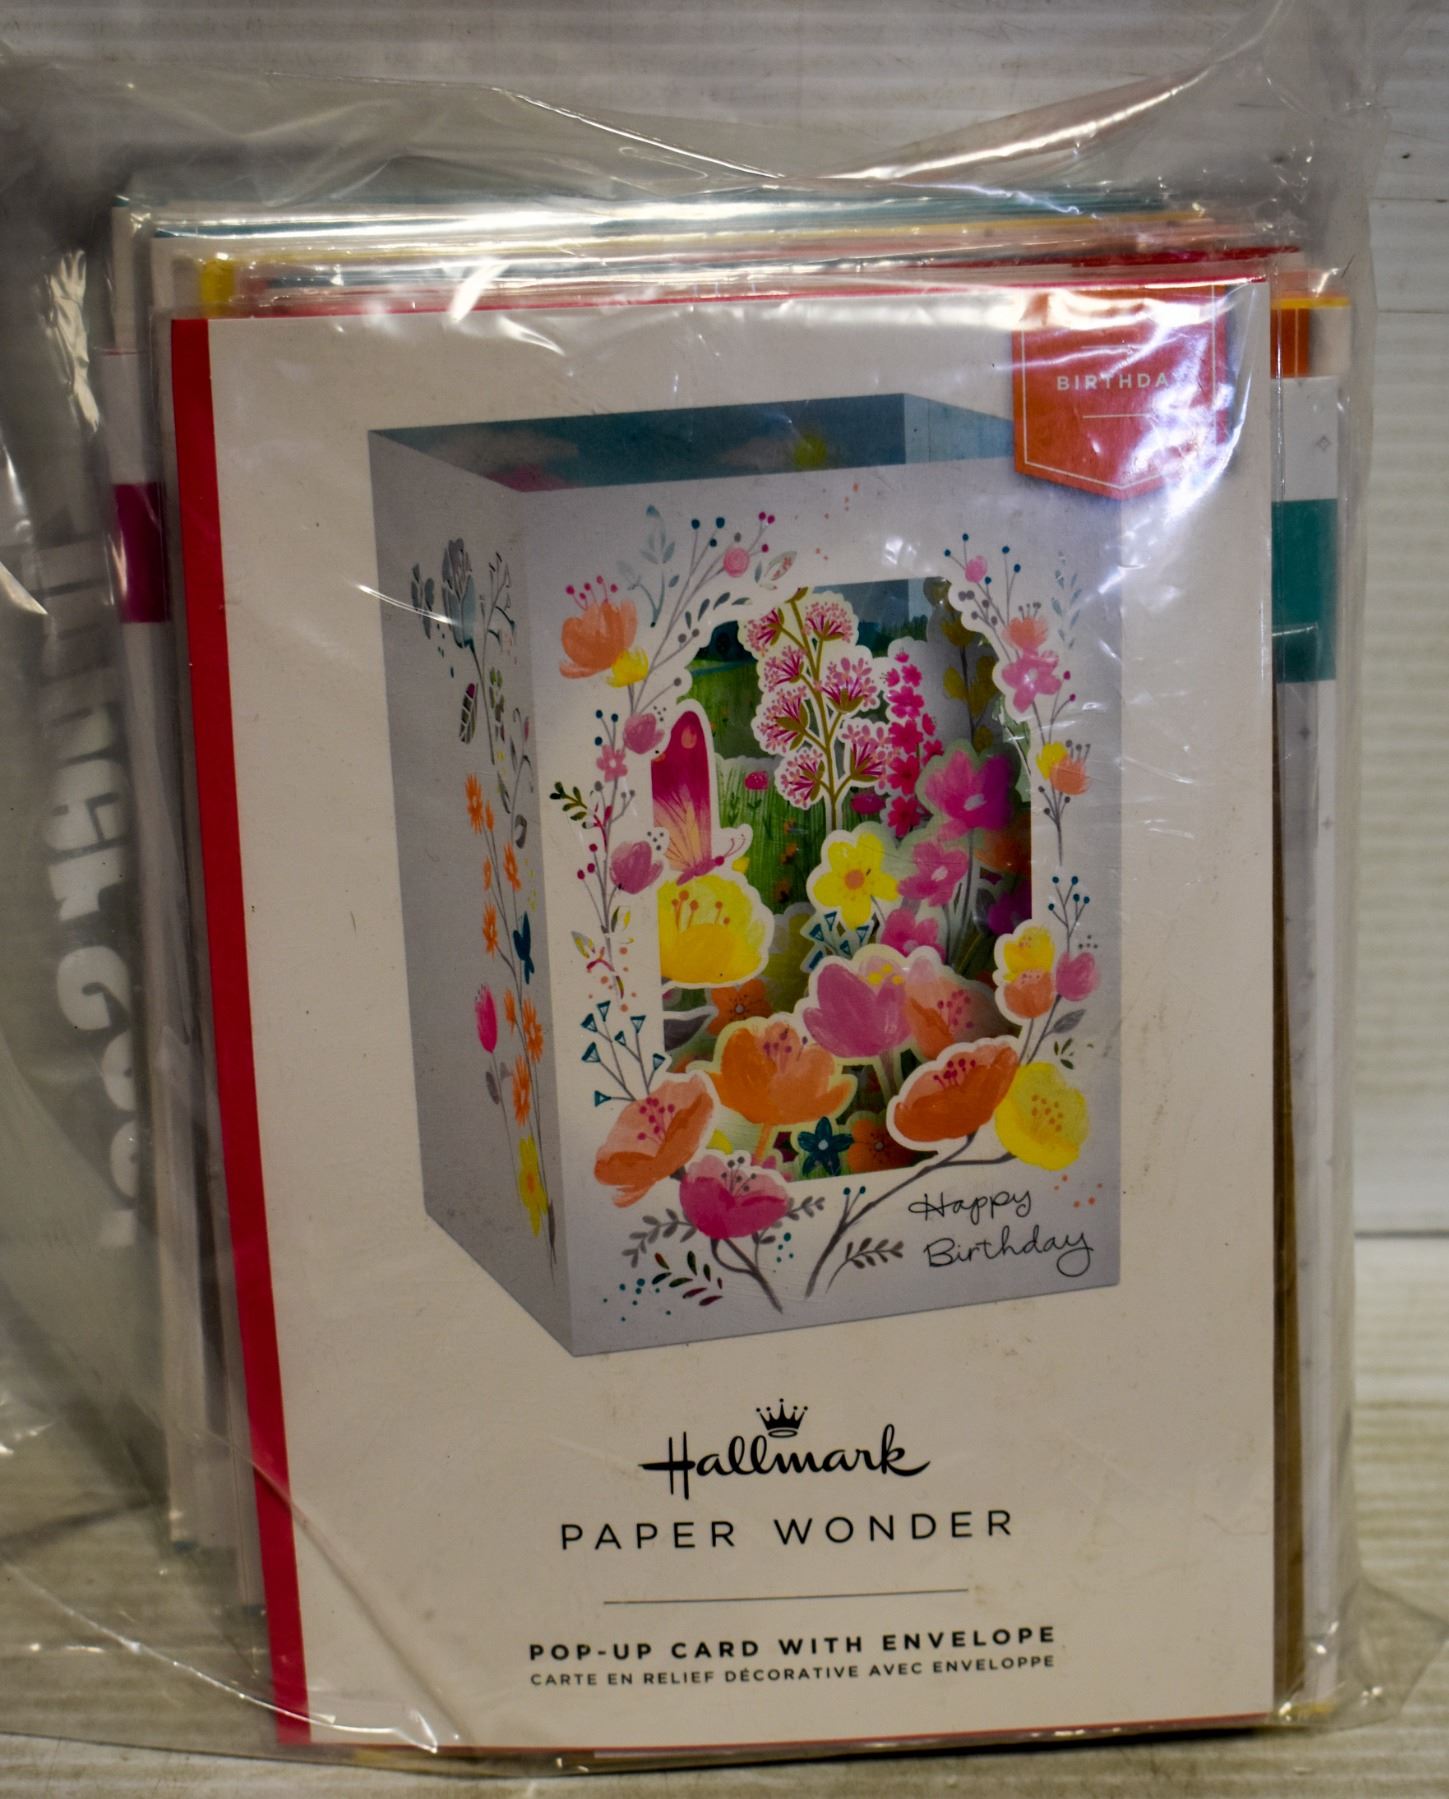 BIRTHDAY
Happy
Birthday
Hallmark
PAPER WONDER
POP-UP CARD WITH ENVELOPE
CARTE EN RELIEF DÉCORATIVE AVEC ENVELOPPE